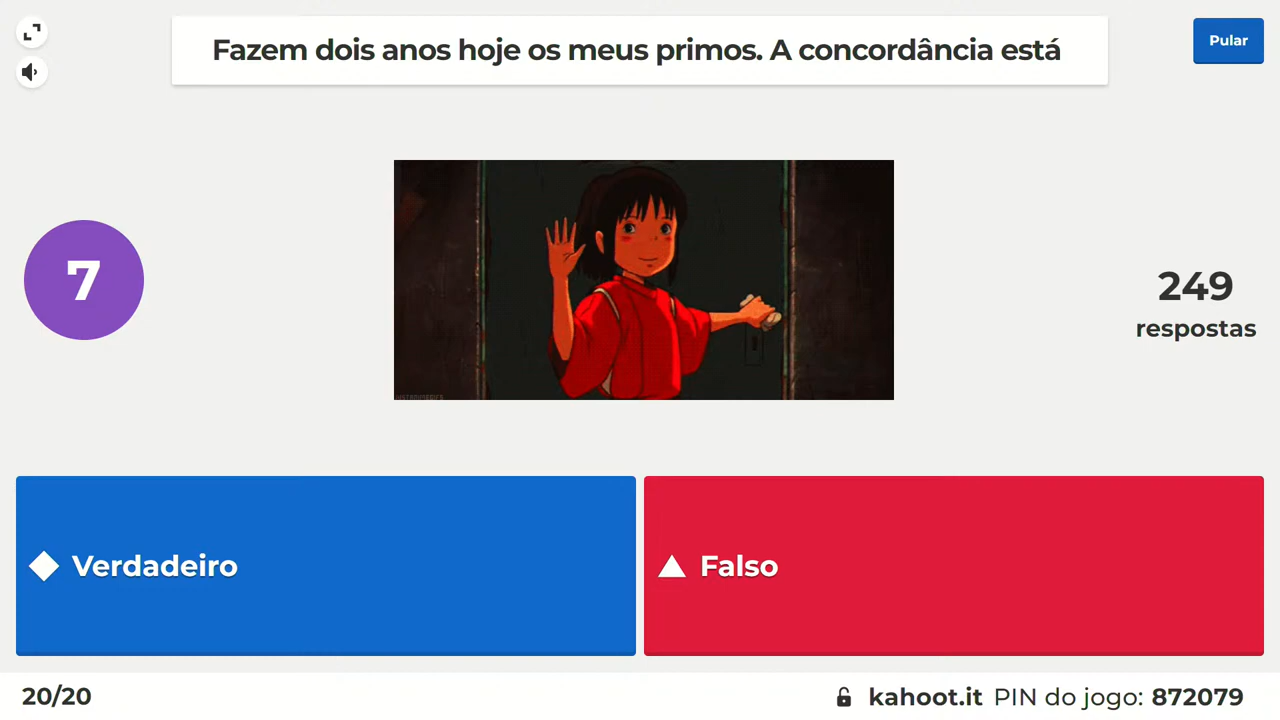 Fazem dois anos hoje os meus primos. A concordância está
Pular
7
249
respostas
Verdadeiro
Falso
20/20
kahoot.it PIN do jogo: 872079